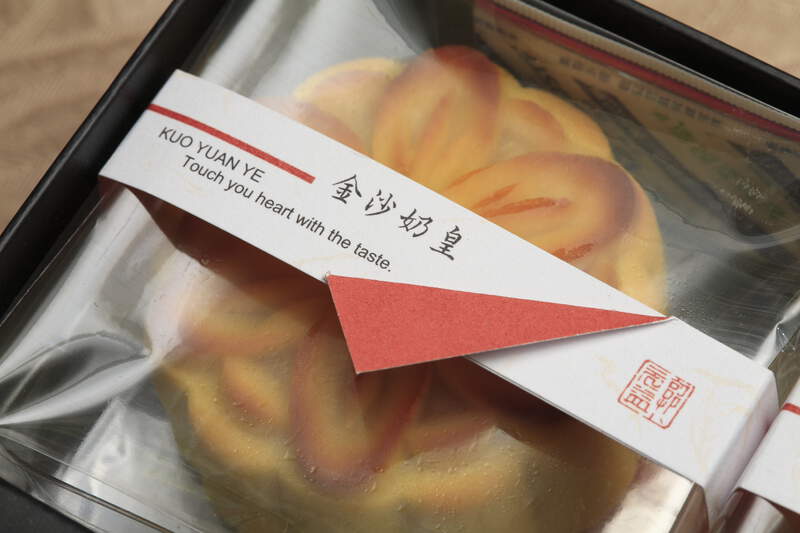 KUO YUAN YE
Touch you heart with the taste.
金沙奶皇